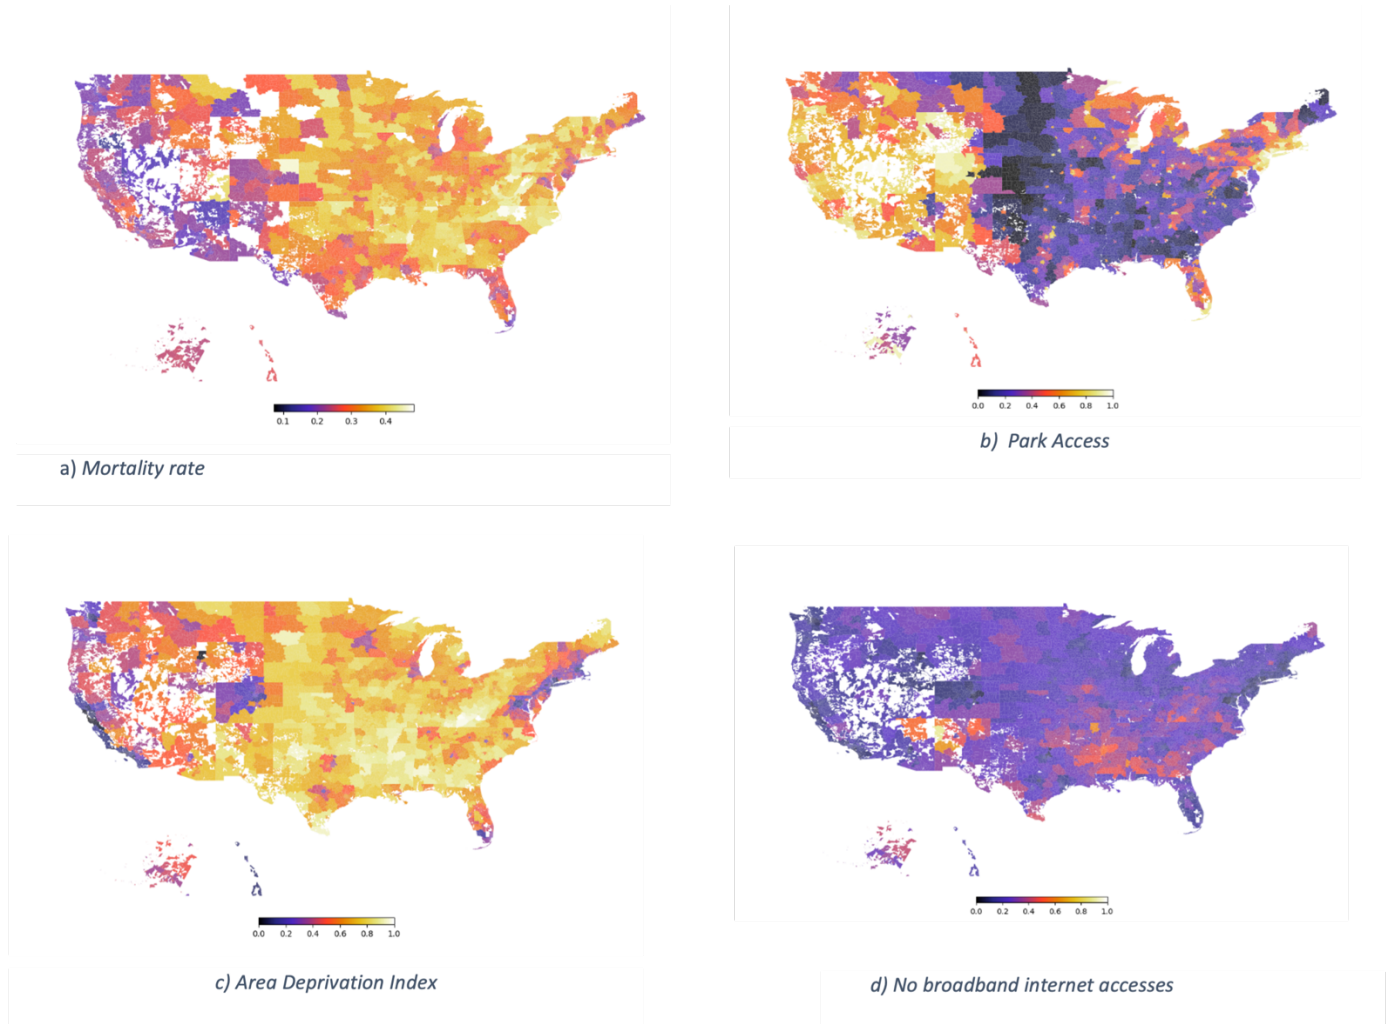 0.1 0.2 0.3 0.4
a) Mortality rate
0.0 0.2 0.4 0.6 0.8 1.0
b) Park Access
0.0 0.2 0.4 0.6 0.8 1.0
c) Area Deprivation Index
0.0 0.2 0.4 0.6 0.8 1.0
d) No broadband internet accesses